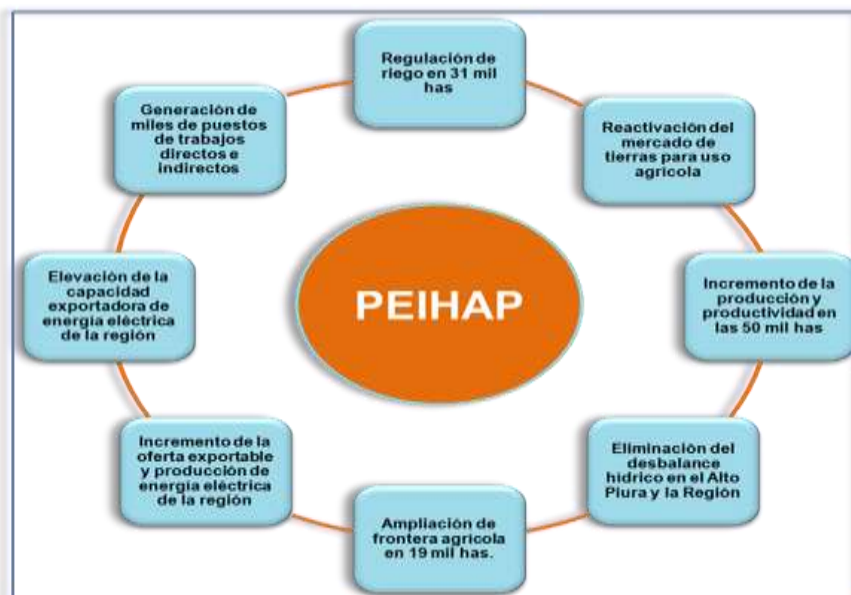 Regulación de
riego en 31 mil
has
Reactivación del
mercado de
tierras para uso
agrícola
Incremento de la
producción y
productividad en
las 50 mil has
Eliminación del
desbalance
hídrico en el Alto
Piura y la Región
Ampliación de
frontera agrícola
en 19 mil has.
Incremento de la
oferta exportable
y producción de
energía eléctrica
de la región
Elevación de la
capacidad
exportadora de
energía eléctrica
de la región
Generación de
miles de puestos
de trabajos
directos e
indirectos
PEIHAP